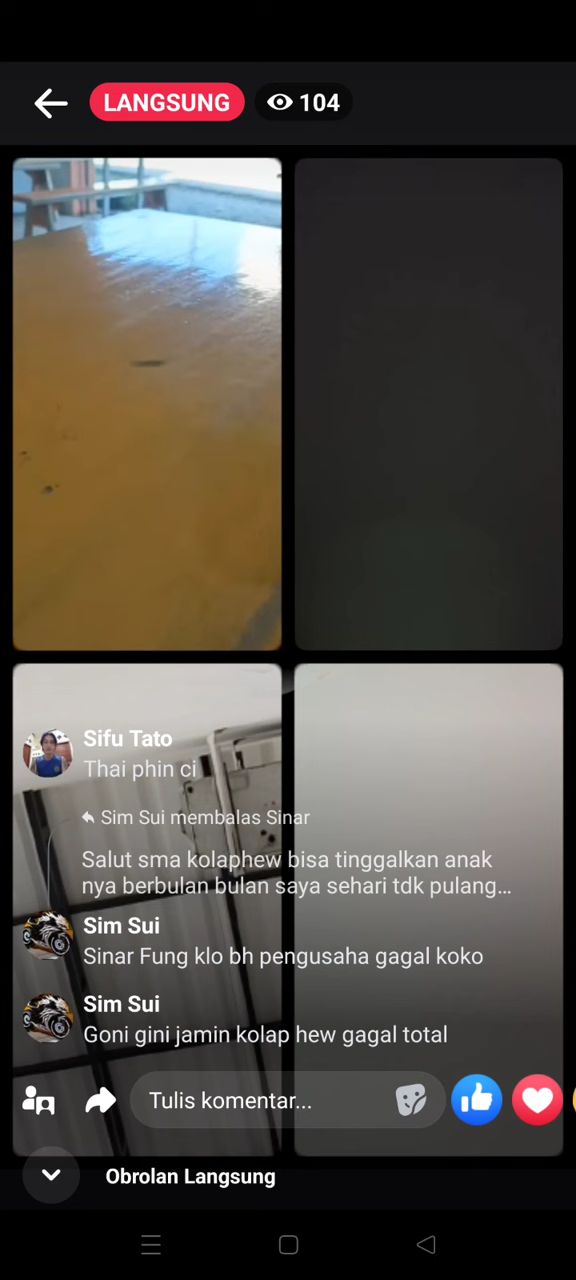 LANGSUNG
104
Sifu Tato
Thai phin ci
Sim Sui membalas Sinar
Salut sma kolaphew bisa tinggalkan anak
nya berbulan bulan saya sehari tdk pulang...
Sim Sui
Sinar Fung klo bh pengusaha gagal koko
Sim Sui
Goni gini jamin kolap hew gagal total
Tulis komentar...
Obrolan Langsung